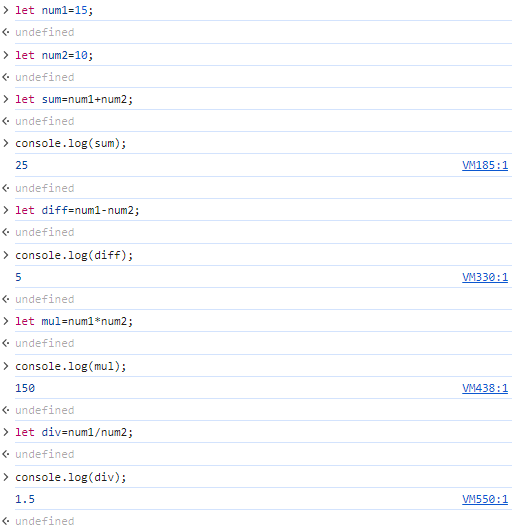 let num1=15;
undefined
let num2=10;
undefined
let sum=num1+num2;
undefined
console.log(sum);
25 VM185:1
undefined
let diff=num1-num2;
undefined
console.log(diff);
5 VM330:1
undefined
let mul=num1*num2;
undefined
console.log(mul);
150 VM438:1
undefined
let div=num1/num2;
undefined
console.log(div);
1.5 VM550:1
undefined